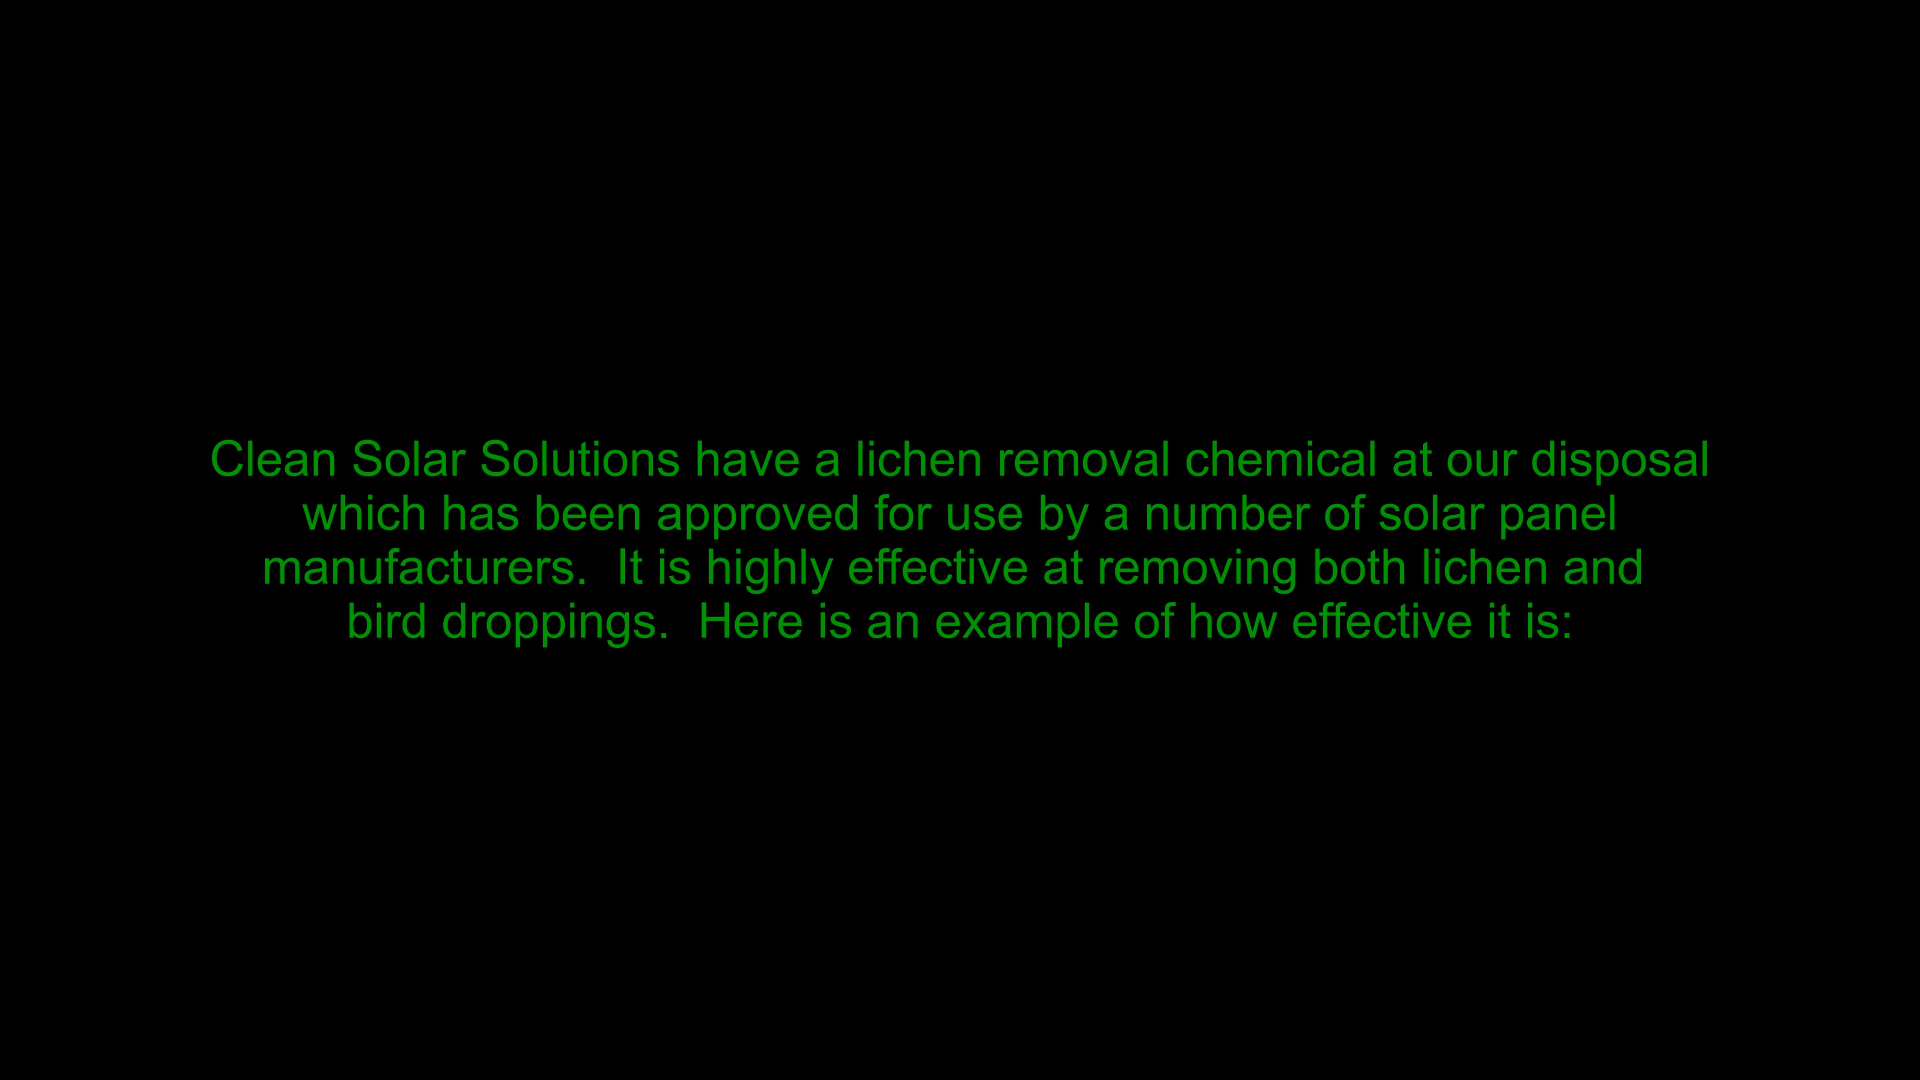 Clean Solar Solutions have a lichen removal chemical at our disposal
which has been approved for use by a number of solar panel
manufacturers.  It is highly effective at removing both lichen and
bird droppings.  Here is an example of how effective it is: